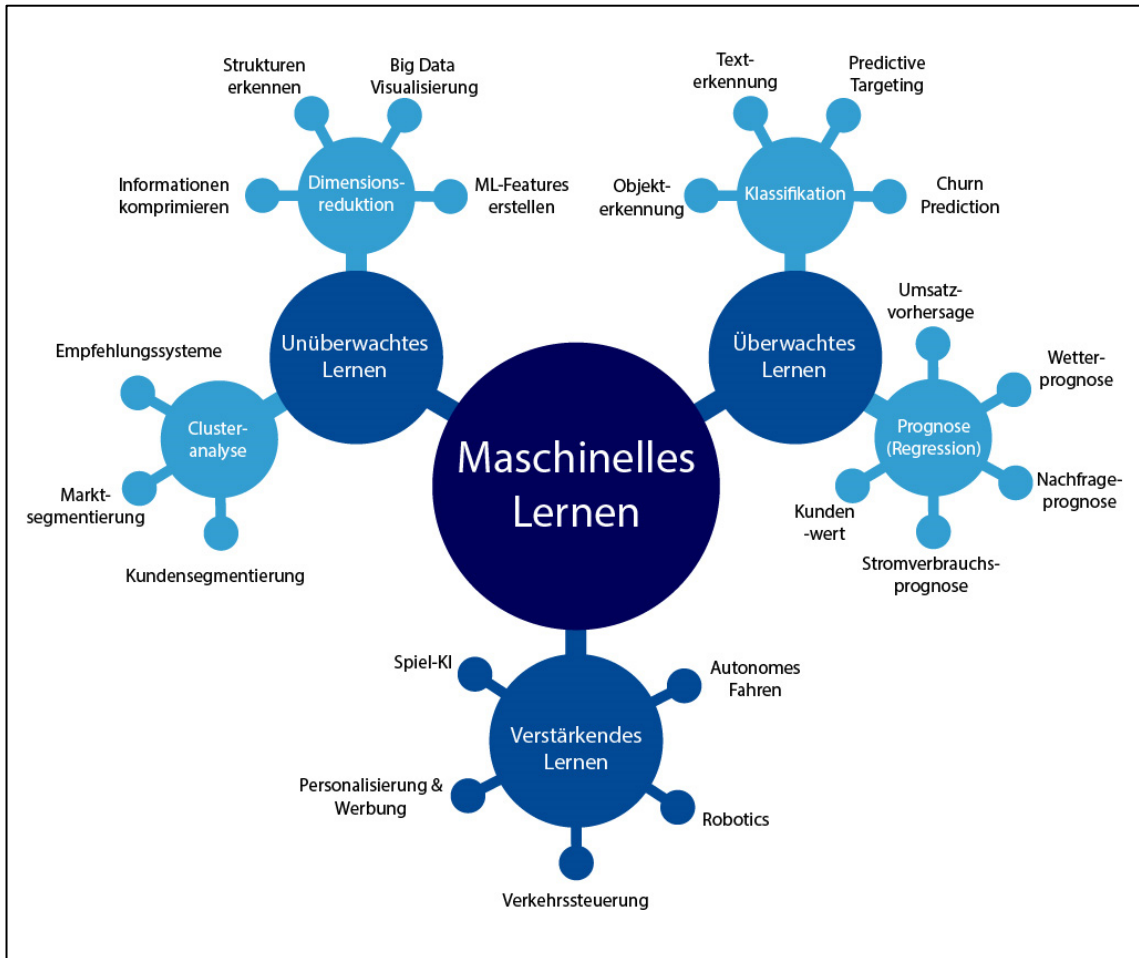 Strukturen
erkennen
Big Data
Visualisierung
Informationen
komprimieren
Dimensions-
reduktion
ML-Features
erstellen
Text-
erkennung
Predictive
Targeting
Objekt-
erkennung
Klassifikation
Churn
Prediction
Unüberwachtes
Lernen
Überwachtes
Lernen
Empfehlungssysteme
Cluster-
analyse
Markt-
segmentierung
Kundensegmentierung
Maschinelles
Lernen
Umsatz-
vorhersage
Wetter-
prognose
Prognose
(Regression)
Nachfrage-
prognose
Kunden
-wert
Stromverbrauchs-
prognose
Spiel-KI
Autonomes
Fahren
Verstärkendes
Lernen
Personalisierung &
Werbung
Robotics
Verkehrssteuerung